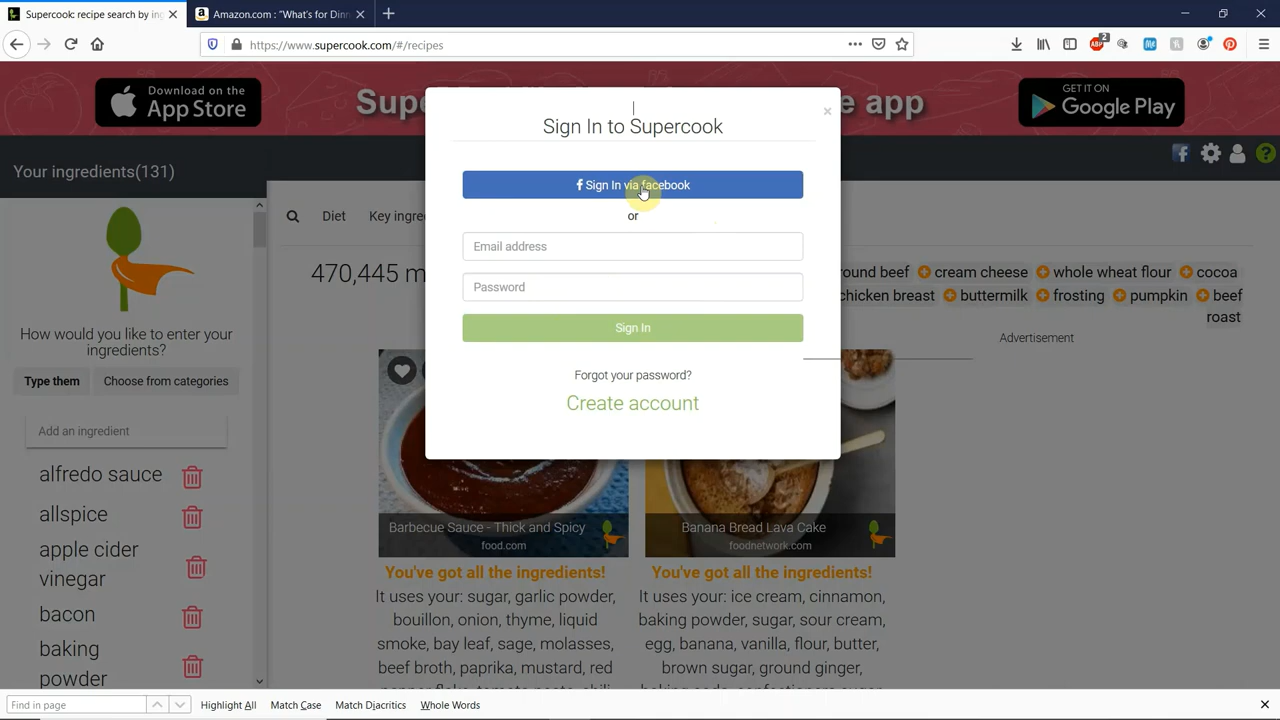 Supercook: recipe search by ing
Amazon.com : "What's for Dinn
https://www.supercook.com/#/recipes
2
Download on the
App Store
Supe
e app
GET IT ON
Google Play
Your ingredients(131)
How would you like to enter your
ingredients?
Type them
Choose from categories
Add an ingredient
alfredo sauce
allspice
apple cider
vinegar
bacon
baking
powder
Diet
Key ingre
470,445 m
round beef
cream cheese
whole wheat flour
cocoa
chicken breast
buttermilk
frosting
pumpkin
beef
roast
Advertisement
Sign In to Supercook
Sign In via facebook
or
Email address
Password
Sign In
Forgot your password?
Create account
Barbecue Sauce - Thick and Spicy
food.com
You've got all the ingredients!
It uses your: sugar, garlic powder,
bouillon, onion, thyme, liquid
smoke, bay leaf, sage, molasses,
beef broth, paprika, mustard, red
Banana Bread Lava Cake
foodnetwork.com
You've got all the ingredients!
It uses your: ice cream, cinnamon,
baking powder, sugar, sour cream,
egg, banana, vanilla, flour, butter,
brown sugar, ground ginger,
Find in page
Highlight All
Match Case
Match Diacritics
Whole Words